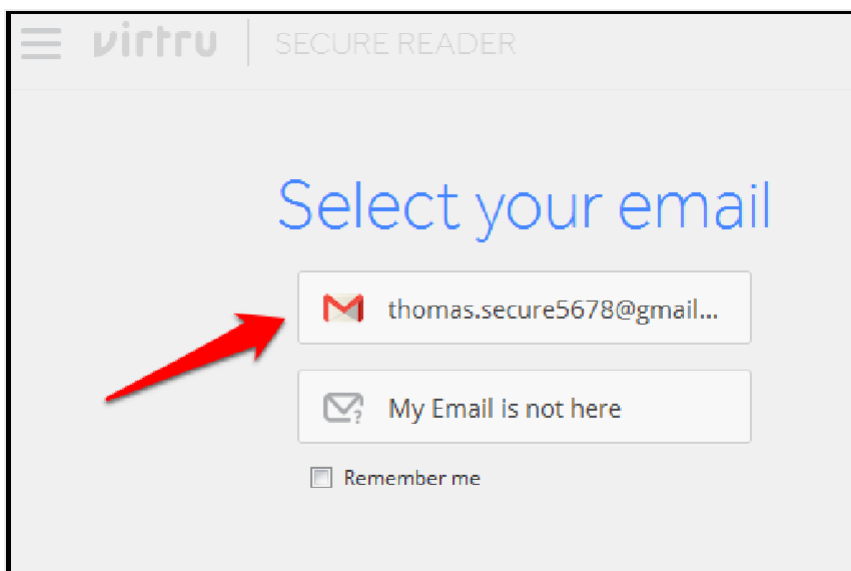 virtru SECURE READER
Select your email
thomas.secure5678@gmail...
My Email is not here
Remember me